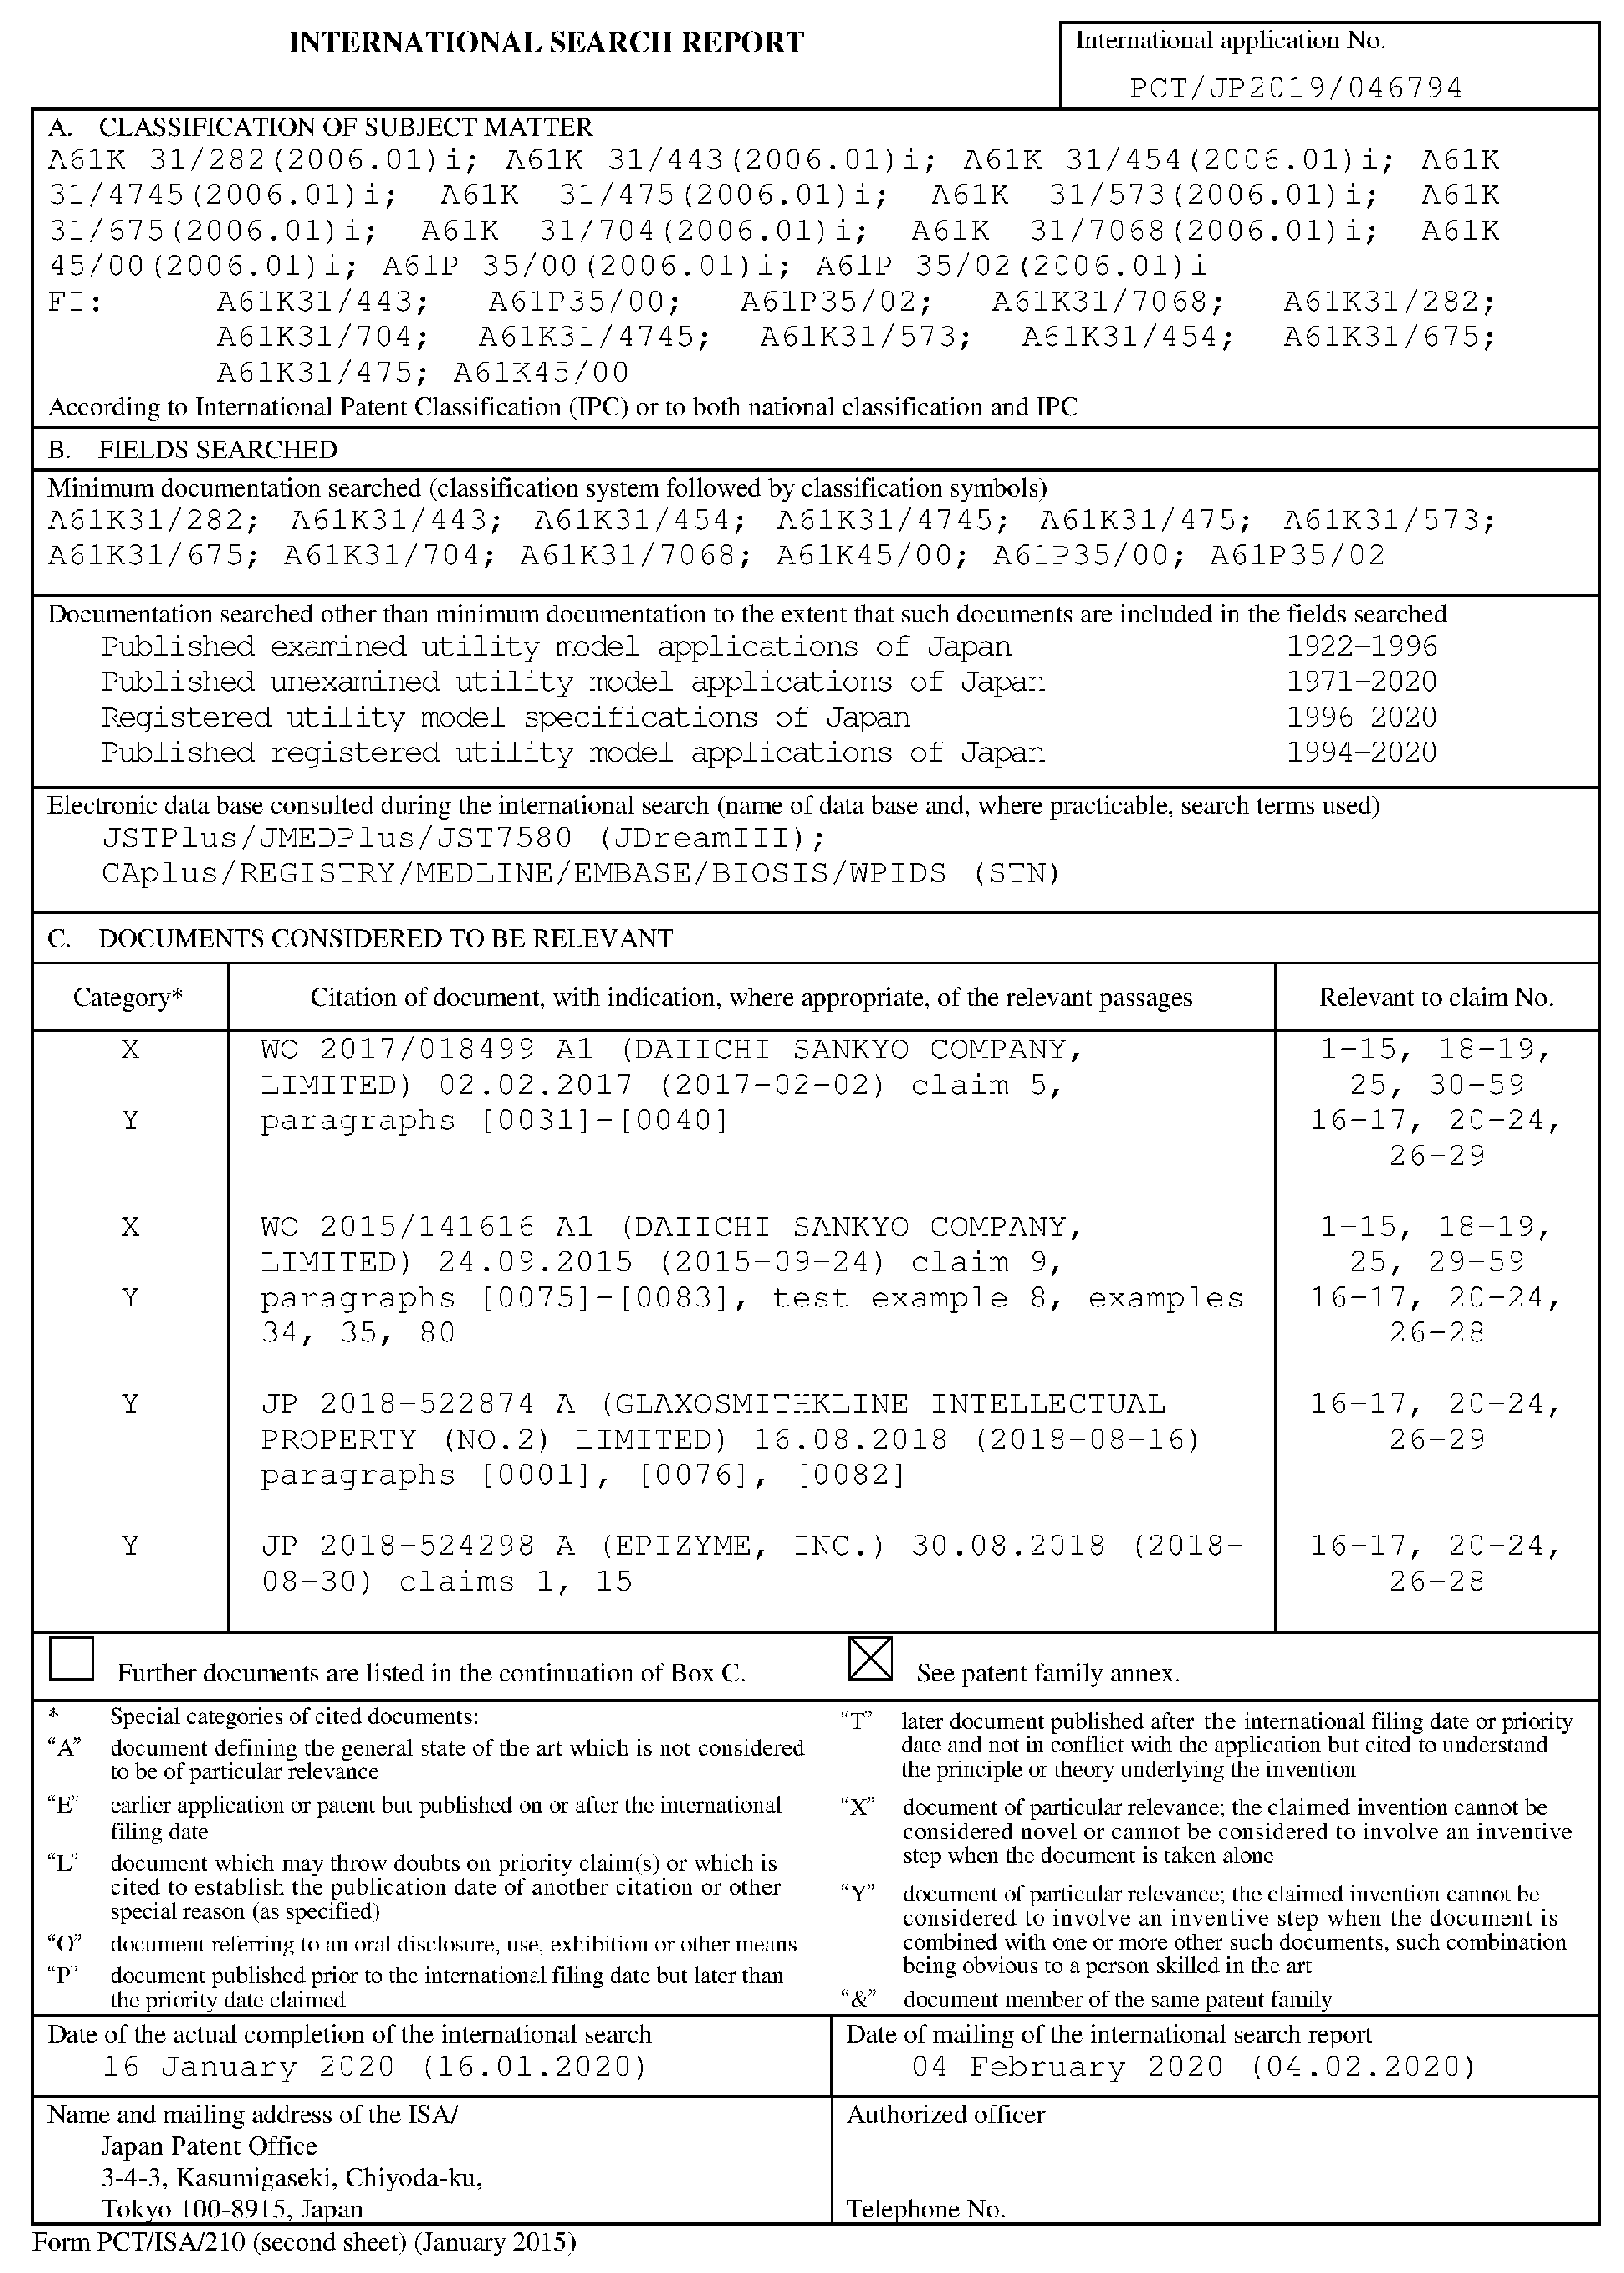 INTERNATIONAL SEARCH REPORT
International application No.
PCT/JP2019/046794
A. CLASSIFICATION OF SUBJECT MATTER
A61K 31/282(2006.01)i; A61K 31/443(2006.01)i; A61K 31/454(2006.01)i; A61K
31/4745(2006.01)i; A61K 31/475(2006.01)i; A61K 31/573(2006.01)i; A61K
31/675(2006.01)i; A61K 31/704(2006.01)i; A61K 31/7068(2006.01)i; A61K
45/00(2006.01)i; A61P 35/00(2006.01)i; A61P 35/02(2006.01)i
FI: A61K31/443; A61P35/00; A61P35/02; A61K31/7068; A61K31/282;
A61K31/704; A61K31/4745; A61K31/573; A61K31/454; A61K31/675;
A61K31/475; A61K45/00
According to International Patent Classification (IPC) or to both national classification and IPC
B. FIELDS SEARCHED
Minimum documentation searched (classification system followed by classification symbols)
A61K31/282; A61K31/443; A61K31/454; A61K31/4745; A61K31/475; A61K31/573;
A61K31/675; A61K31/704; A61K31/7068; A61K45/00; A61P35/00; A61P35/02
Documentation searched other than minimum documentation to the extent that such documents are included in the fields searched
Published examined utility model applications of Japan 1922-1996
Published unexamined utility model applications of Japan 1971-2020
Registered utility model specifications of Japan 1996-2020
Published registered utility model applications of Japan 1994-2020
Electronic data base consulted during the international search (name of data base and, where practicable, search terms used)
JSTPlus/JMEDPlus/JST7580 (JDreamIII);
CAplus/REGISTRY/MEDLINE/EMBASE/BIOSIS/WPIDS (STN)
C. DOCUMENTS CONSIDERED TO BE RELEVANT
Category* Citation of document, with indication, where appropriate, of the relevant passages Relevant to claim No.
X WO 2017/018499 A1 (DAIICHI SANKYO COMPANY, 1-15, 18-19,
LIMITED) 02.02.2017 (2017-02-02) claim 5, 25, 30-59
Y paragraphs [0031]-[0040] 16-17, 20-24,
26-29
X WO 2015/141616 A1 (DAIICHI SANKYO COMPANY, 1-15, 18-19,
LIMITED) 24.09.2015 (2015-09-24) claim 9, 25, 29-59
Y paragraphs [0075]-[0083], test example 8, examples 16-17, 20-24,
34, 35, 80 26-28
Y JP 2018-522874 A (GLAXOSMITHKLINE INTELLECTUAL 16-17, 20-24,
PROPERTY (NO.2) LIMITED) 16.08.2018 (2018-08-16) 26-29
paragraphs [0001], [0076], [0082]
Y JP 2018-524298 A (EPIZYME, INC.) 30.08.2018 (2018- 16-17, 20-24,
08-30) claims 1, 15 26-28
Further documents are listed in the continuation of Box C.
See patent family annex.
* Special categories of cited documents:
“A” document defining the general state of the art which is not considered
to be of particular relevance
“E” earlier application or patent but published on or after the international
filing date
“L” document which may throw doubts on priority claim(s) or which is
cited to establish the publication date of another citation or other
special reason (as specified)
“O” document referring to an oral disclosure, use, exhibition or other means
“P” document published prior to the international filing date but later than
the priority date claimed
“T” later document published after the international filing date or priority
date and not in conflict with the application but cited to understand
the principle or theory underlying the invention
“X” document of particular relevance; the claimed invention cannot be
considered novel or cannot be considered to involve an inventive
step when the document is taken alone
“Y” document of particular relevance; the claimed invention cannot be
considered to involve an inventive step when the document is
combined with one or more other such documents, such combination
being obvious to a person skilled in the art
“&” document member of the same patent family
Date of the actual completion of the international search
16 January 2020 (16.01.2020)
Date of mailing of the international search report
04 February 2020 (04.02.2020)
Name and mailing address of the ISA/
Japan Patent Office
3-4-3, Kasumigaseki, Chiyoda-ku,
Tokyo 100-8915, Japan
Authorized officer
Telephone No.
Form PCT/ISA/210 (second sheet) (January 2015)